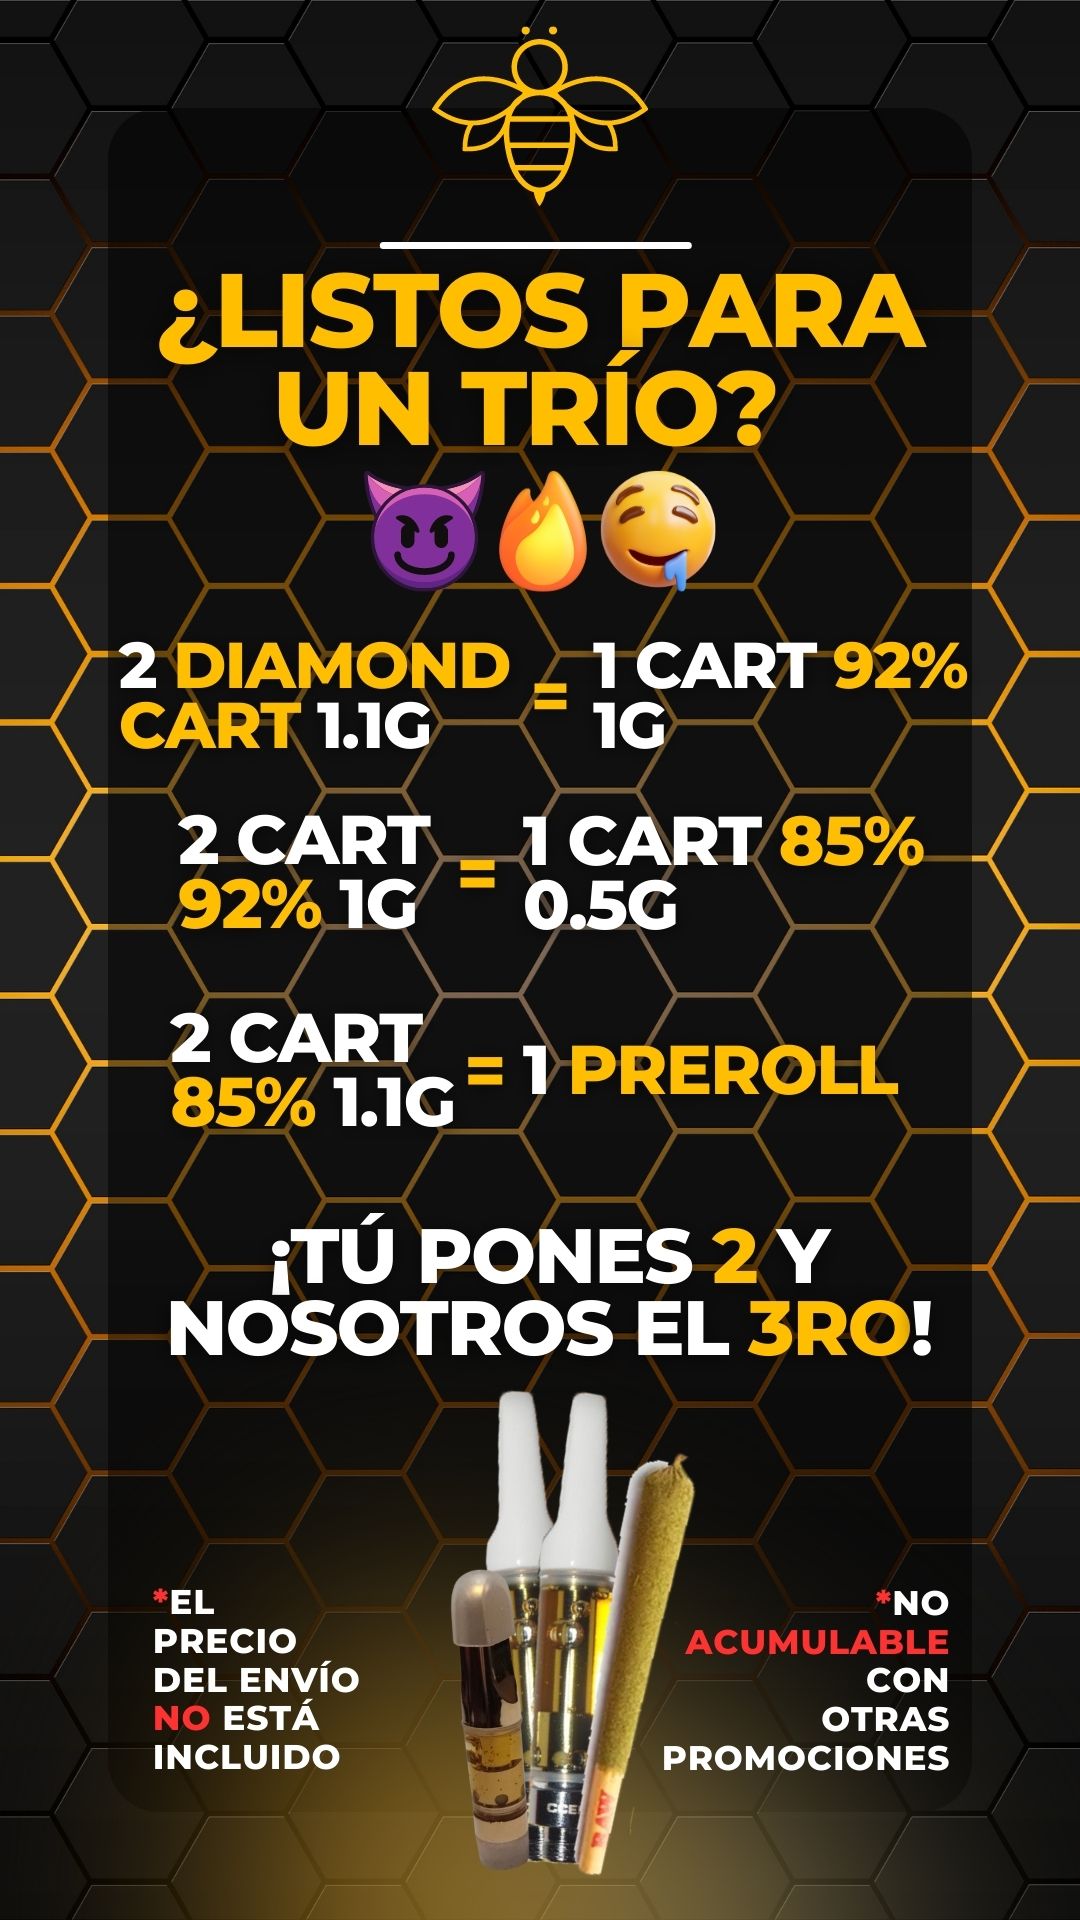 ¿LISTOS PARA
UN TRÍO?
2 DIAMOND
CART 1.1G
=
1 CART 92%
1G
2 CART
92% 1G
=
1 CART 85%
0.5G
2 CART
85% 1.1G
=
1 PREROLL
¡TÚ PONES 2 Y
NOSOTROS EL 3RO!
*EL
PRECIO
DEL ENVÍO
NO ESTÁ
INCLUIDO
*NO
ACUMULABLE
CON
OTRAS
PROMOCIONES
RAW